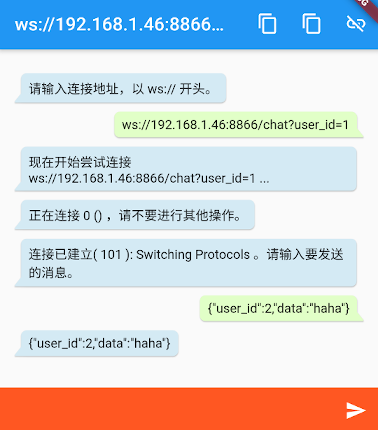 ws://192.168.1.46:8866...
请输入连接地址，以 ws:// 开头。
ws://192.168.1.46:8866/chat?user_id=1
现在开始尝试连接
ws://192.168.1.46:8866/chat?user_id=1 ...
正在连接 0 () ，请不要进行其他操作。
连接已建立( 101 ): Switching Protocols 。请输入要发送
的消息。
{"user_id":2,"data":"haha"}
{"user_id":2,"data":"haha"}